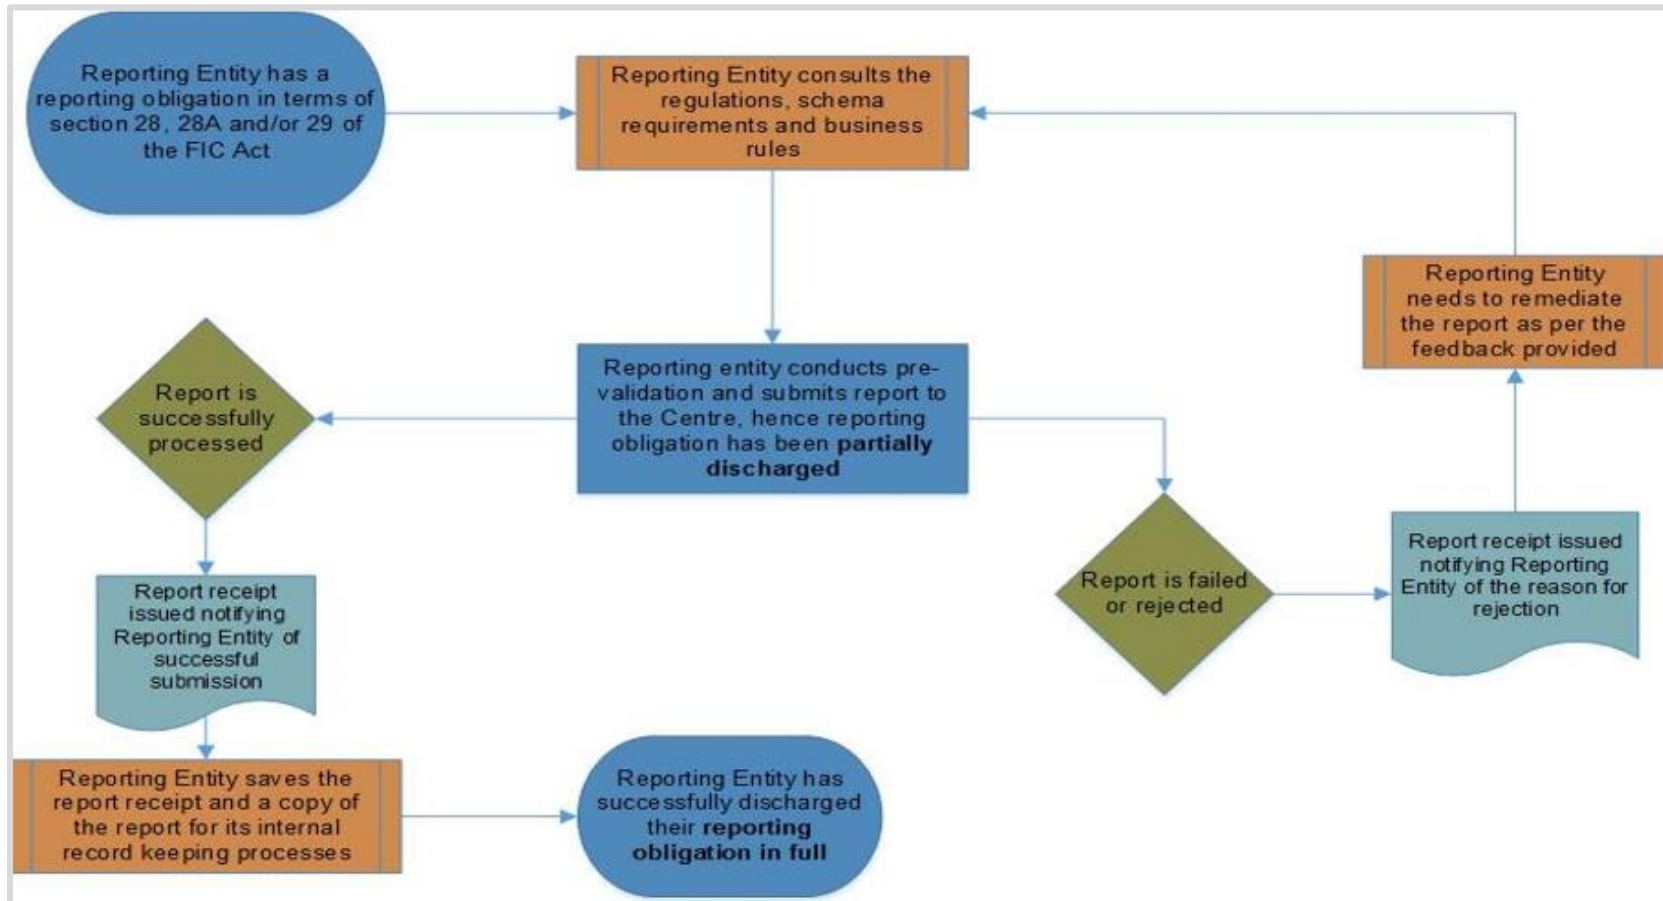 Reporting Entity has a
reporting obligation in terms of
section 28, 28A and/or 29 of
the FIC Act
Reporting Entity consults the
regulations, schema
requirements and business
rules
Reporting Entity
needs to remediate
the report as per the
feedback provided
Report is
successfully
processed
Reporting entity conducts pre-
validation and submits report to
the Centre, hence reporting
obligation has been partially
discharged
Report is failed
or rejected
Report receipt issued
notifying Reporting
Entity of the reason for
rejection
Report receipt
issued notifying
Reporting Entity of
successful
submission
Reporting Entity saves the
report receipt and a copy of
the report for its internal
record keeping processes
Reporting Entity has
successfully discharged
their reporting
obligation in full